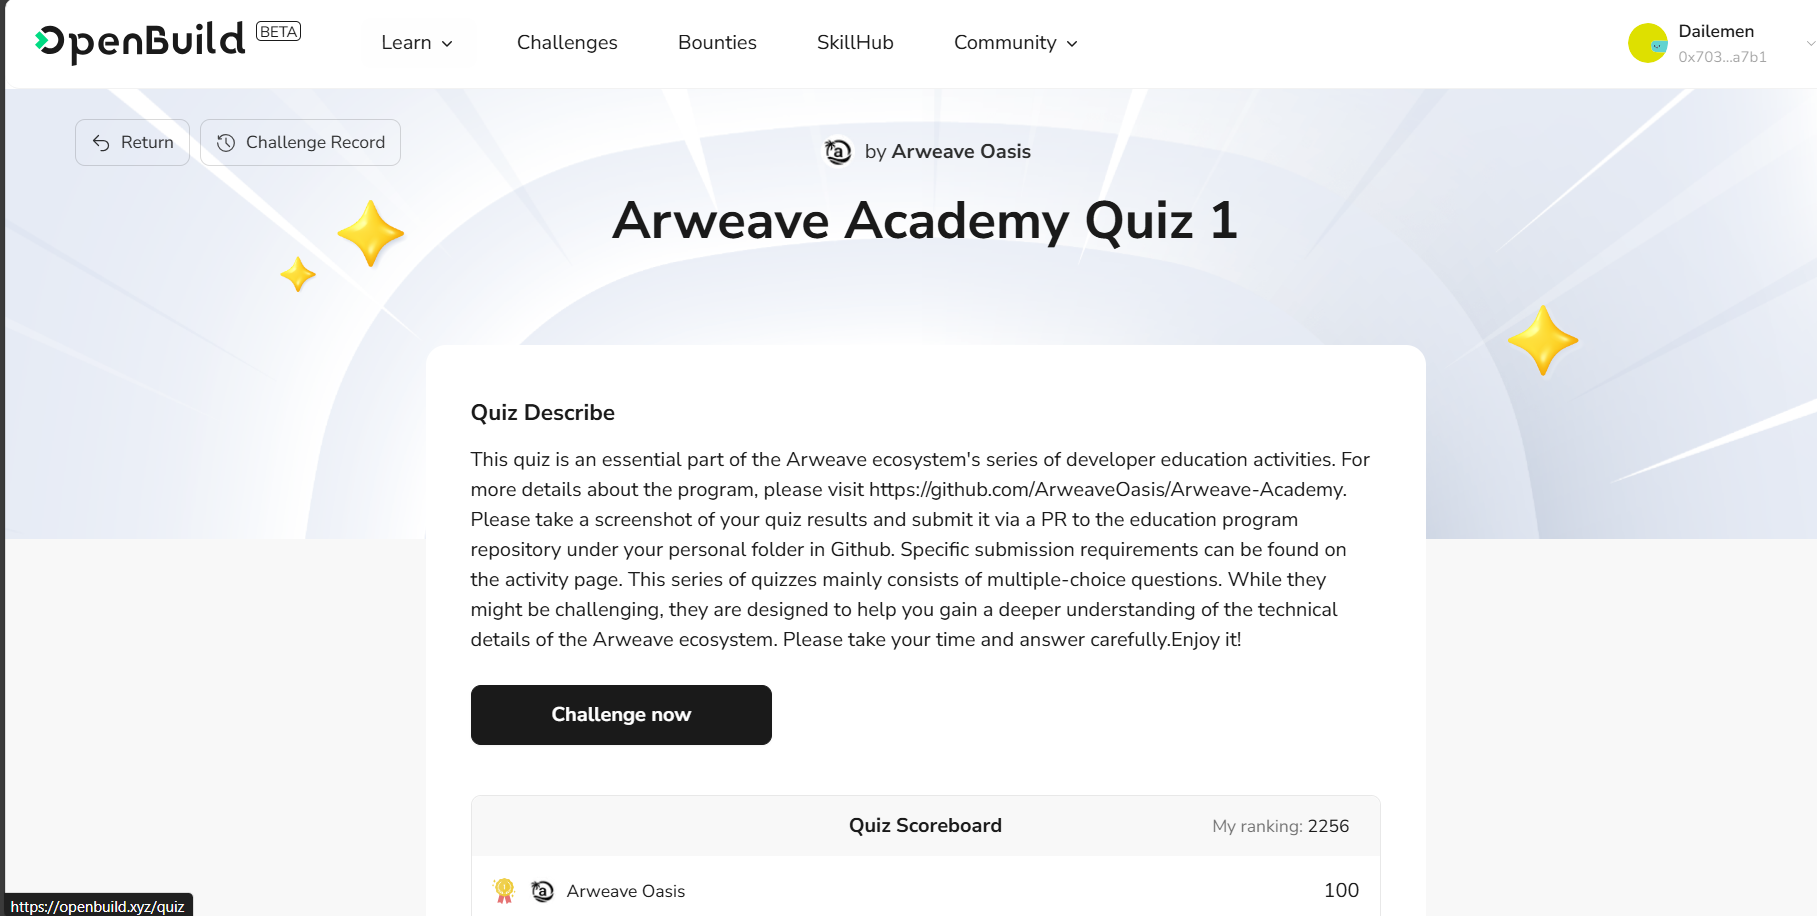 OpenBuild BETA
Learn
Challenges
Bounties
SkillHub
Community
Dailemen
0x703...a7b1
Return
Challenge Record
a by Arweave Oasis
Arweave Academy Quiz 1
Quiz Describe
This quiz is an essential part of the Arweave ecosystem's series of developer education activities. For
more details about the program, please visit https://github.com/ArweaveOasis/Arweave-Academy.
Please take a screenshot of your quiz results and submit it via a PR to the education program
repository under your personal folder in Github. Specific submission requirements can be found on
the activity page. This series of quizzes mainly consists of multiple-choice questions. While they
might be challenging, they are designed to help you gain a deeper understanding of the technical
details of the Arweave ecosystem. Please take your time and answer carefully.Enjoy it!
Challenge now
Quiz Scoreboard
My ranking: 2256
a Arweave Oasis
100
https://openbuild.xyz/quiz